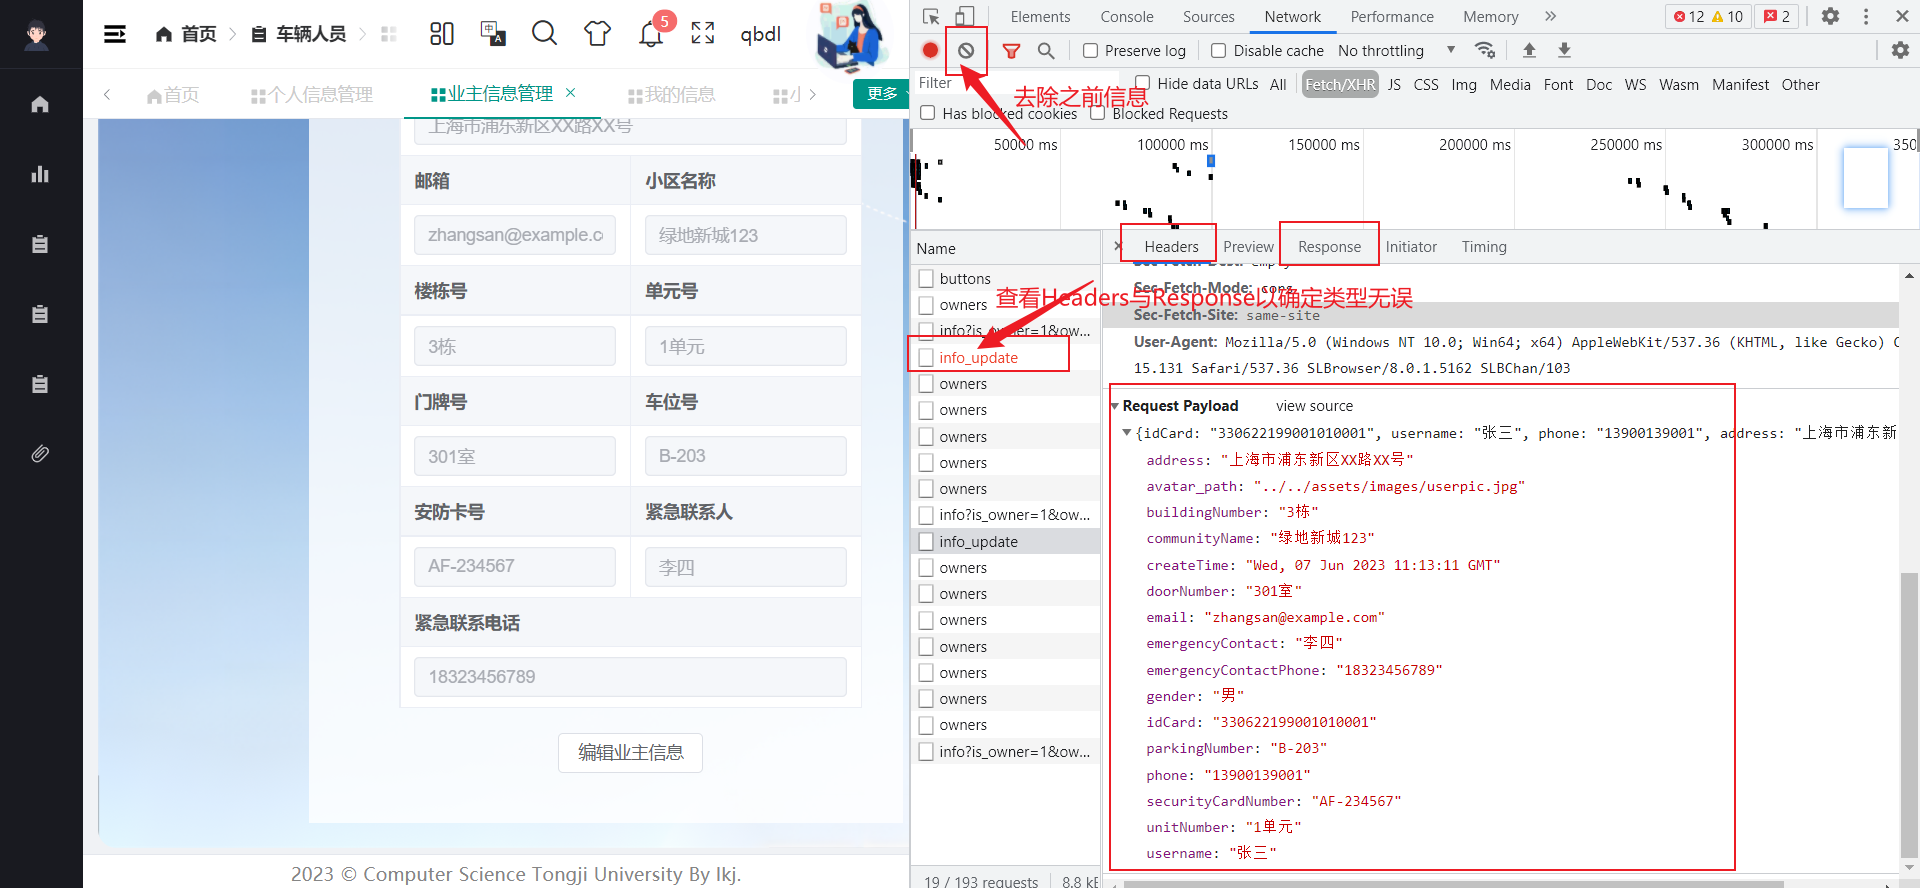 首页
车辆人员
5
qbdl
首页
个人信息管理
业主信息管理 ×
我的信息
更多
上海市浦东新区XX路XX号
邮箱 小区名称
zhangsan@example.c 绿地新城123
楼栋号 单元号
3栋 1单元
门牌号 车位号
301室 B-203
安防卡号 紧急联系人
AF-234567 李四
紧急联系电话
18323456789
编辑业主信息
2023 © Computer Science Tongji University By lkj.
Elements Console Sources Network Performance Memory » 12 10 2
Preserve log Disable cache No throttling
Filter Hide data URLs All Fetch/XHR JS CSS Img Media Font Doc WS Wasm Manifest Other
去除之前信息
Has blocked cookies Blocked Requests
50000 ms 100000 ms 150000 ms 200000 ms 250000 ms 300000 ms 350
Name
buttons
owners
info?is_owner=1&ow...
info_update
owners
owners
owners
owners
owners
info?is_owner=1&ow...
info_update
owners
owners
owners
owners
owners
owners
owners
info?is_owner=1&ow...
19 / 193 requests 8.8 kE
× Headers Preview Response Initiator Timing
Sec-Fetch-Dest: empty
Sec-Fetch-Mode: cors
查看Headers与Response以确定类型无误
Sec-Fetch-Site: same-site
User-Agent: Mozilla/5.0 (Windows NT 10.0; Win64; x64) AppleWebKit/537.36 (KHTML, like Gecko) C
15.131 Safari/537.36 SLBrowser/8.0.1.5162 SLBChan/103
Request Payload view source
{idCard: "330622199001010001", username: "张三", phone: "13900139001", address: "上海市浦东新
address: "上海市浦东新区XX路XX号"
avatar_path: "../../assets/images/userpic.jpg"
buildingNumber: "3栋"
communityName: "绿地新城123"
createTime: "Wed, 07 Jun 2023 11:13:11 GMT"
doorNumber: "301室"
email: "zhangsan@example.com"
emergencyContact: "李四"
emergencyContactPhone: "18323456789"
gender: "男"
idCard: "330622199001010001"
parkingNumber: "B-203"
phone: "13900139001"
securityCardNumber: "AF-234567"
unitNumber: "1单元"
username: "张三"